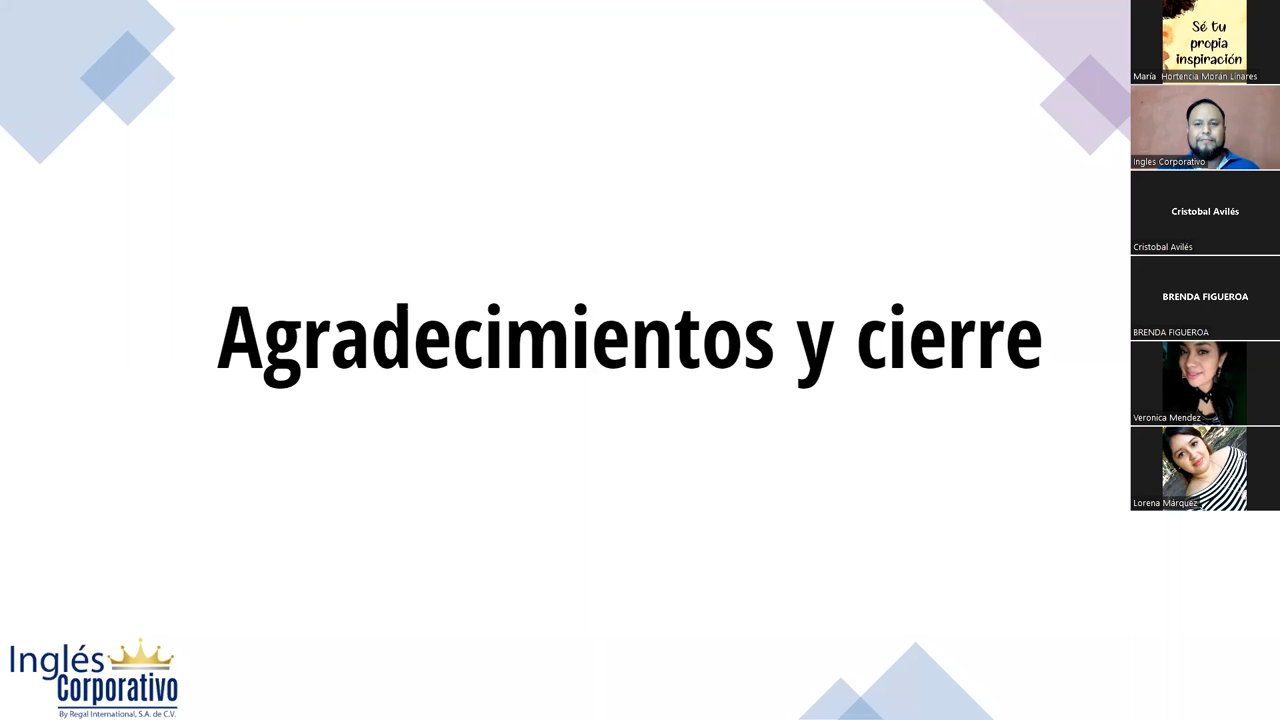 Agradecimientos y cierre
Inglés
Corporativo
By Regal International, S.A. de C.V.
Sé tu
propia
inspiración
María Hortencia Morán Linares
Ingles Corporativo
Cristobal Avilés
Cristobal Avilés
BRENDA FIGUEROA
BRENDA FIGUEROA
Veronica Mendez
Lorena Márquez